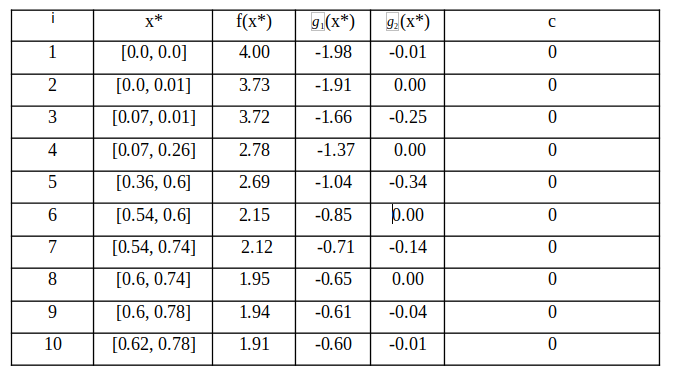 i x* f(x*) g₁(x*) g₂(x*) c
1 [0.0, 0.0] 4.00 -1.98 -0.01 0
2 [0.0, 0.01] 3.73 -1.91 0.00 0
3 [0.07, 0.01] 3.72 -1.66 -0.25 0
4 [0.07, 0.26] 2.78 -1.37 0.00 0
5 [0.36, 0.6] 2.69 -1.04 -0.34 0
6 [0.54, 0.6] 2.15 -0.85 0.00 0
7 [0.54, 0.74] 2.12 -0.71 -0.14 0
8 [0.6, 0.74] 1.95 -0.65 0.00 0
9 [0.6, 0.78] 1.94 -0.61 -0.04 0
10 [0.62, 0.78] 1.91 -0.60 -0.01 0